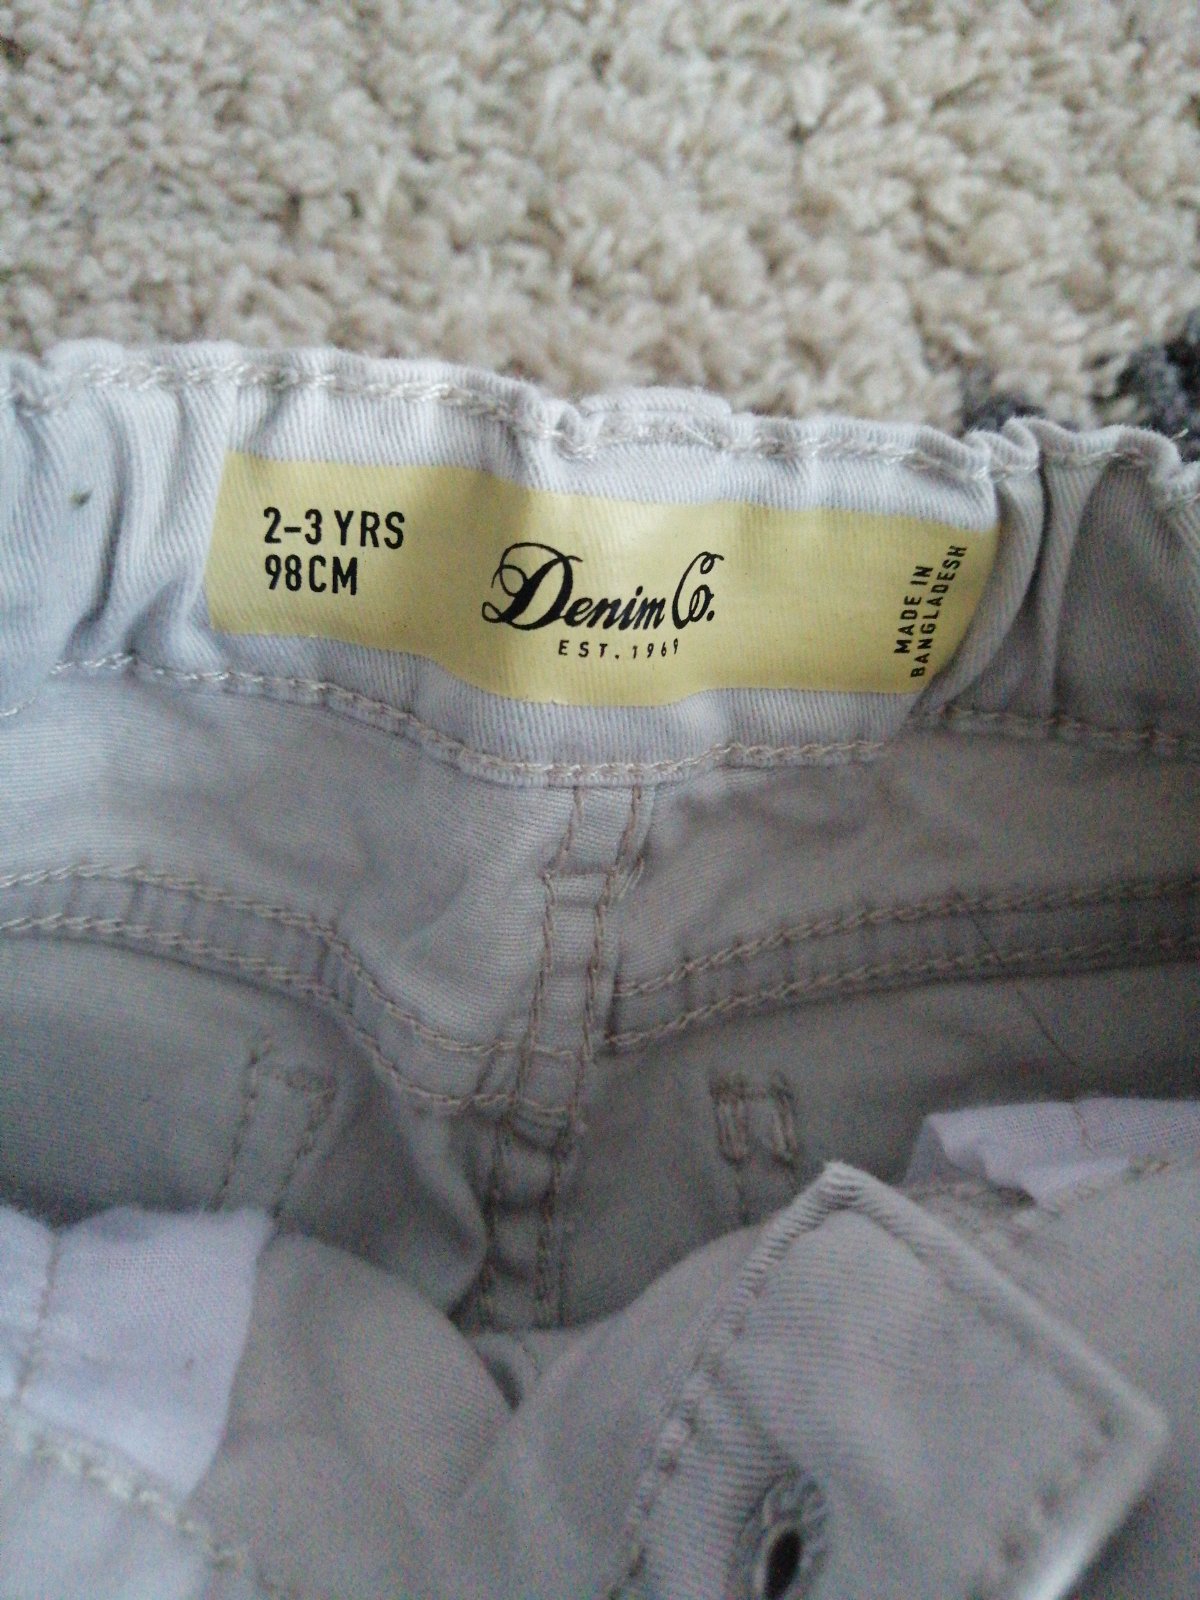 2-3 YRS
98CM
Denim Co.
EST. 1969
MADE IN
BANGLADESH